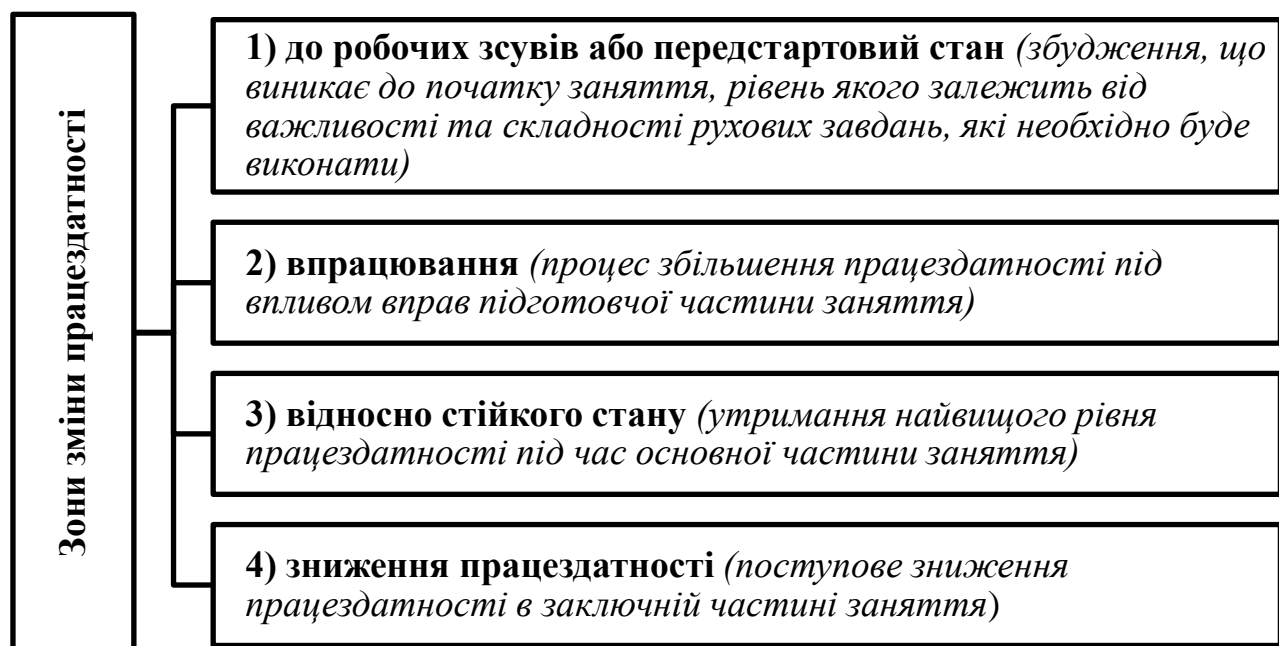 Зони зміни працездатності
1) до робочих зсувів або передстартовий стан (збудження, що
виникає до початку заняття, рівень якого залежить від
важливості та складності рухових завдань, які необхідно буде
виконати)
2) впрацювання (процес збільшення працездатності під
впливом вправ підготовчої частини заняття)
3) відносно стійкого стану (утримання найвищого рівня
працездатності під час основної частини заняття)
4) зниження працездатності (поступове зниження
працездатності в заключній частині заняття)